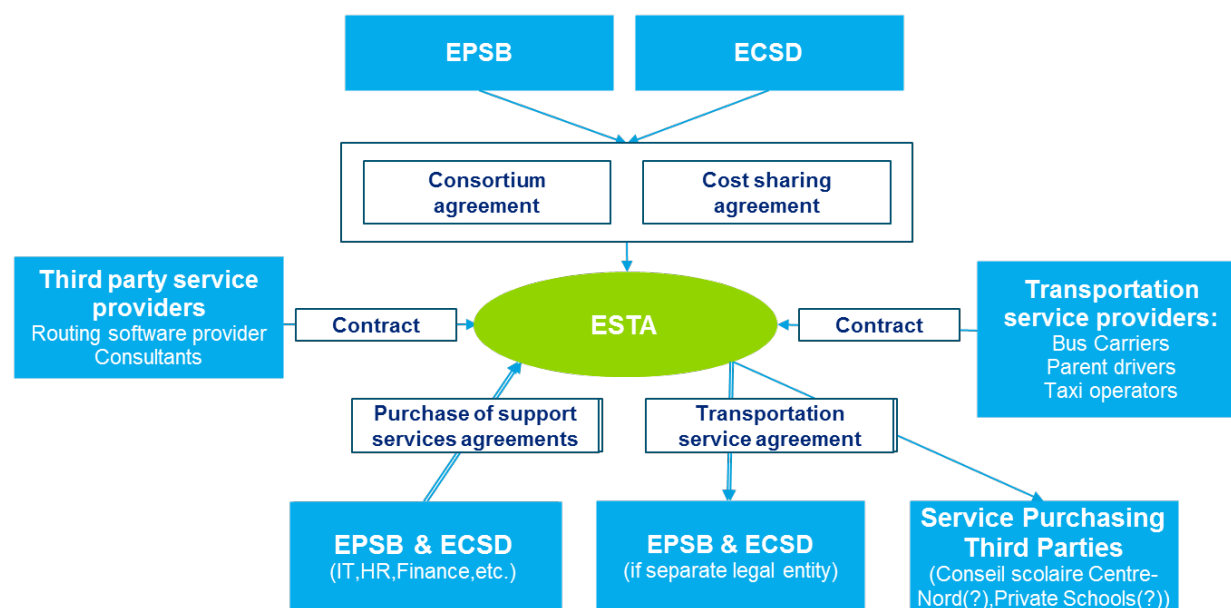 EPSB
ECSD
Consortium
agreement
Cost sharing
agreement
Third party service
providers
Routing software provider
Consultants
Contract
ESTA
Contract
Transportation
service providers:
Bus Carriers
Parent drivers
Taxi operators
Purchase of support
services agreements
Transportation
service agreement
EPSB & ECSD
(IT,HR,Finance,etc.)
EPSB & ECSD
(if separate legal entity)
Service Purchasing
Third Parties
(Conseil scolaire Centre-
Nord(?),Private Schools(?))